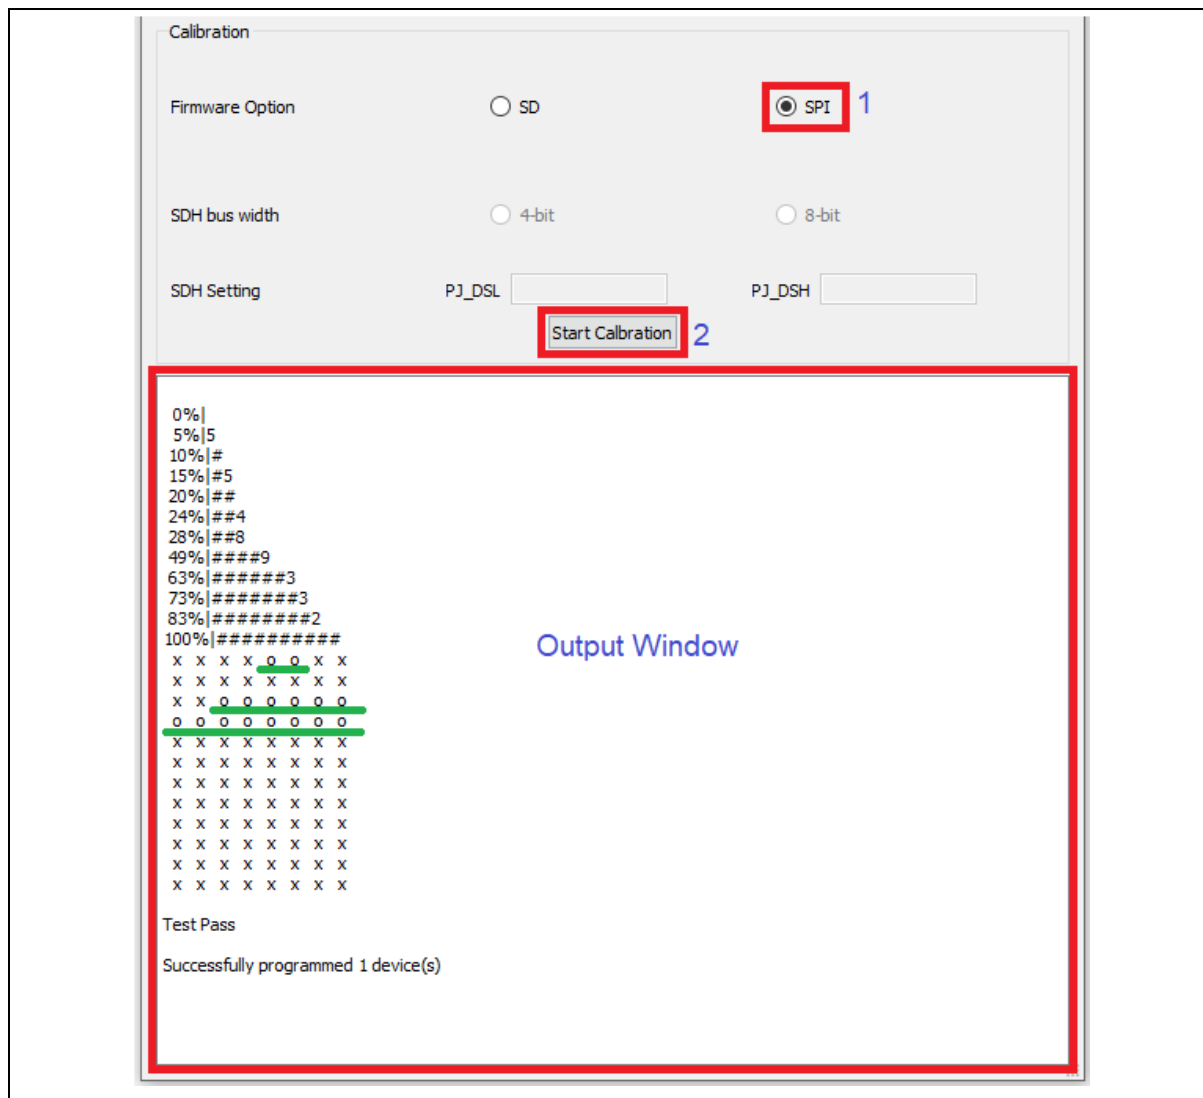 Calibration
Firmware Option SD SPI 1
SDH bus width 4-bit 8-bit
SDH Setting PJ_DSL PJ_DSH
Start Calbration 2
0%|
5%|5
10%|#
15%|#5
20%|##
24%|##4
28%|##8
49%|####9
63%|######3
73%|#######3
83%|########2
100%|##########
Output Window
x x x x o o x x
x x x x x x x x
x x o o o o o o
o o o o o o o o
x x x x x x x x
x x x x x x x x
x x x x x x x x
x x x x x x x x
x x x x x x x x
x x x x x x x x
x x x x x x x x
x x x x x x x x
Test Pass
Successfully programmed 1 device(s)